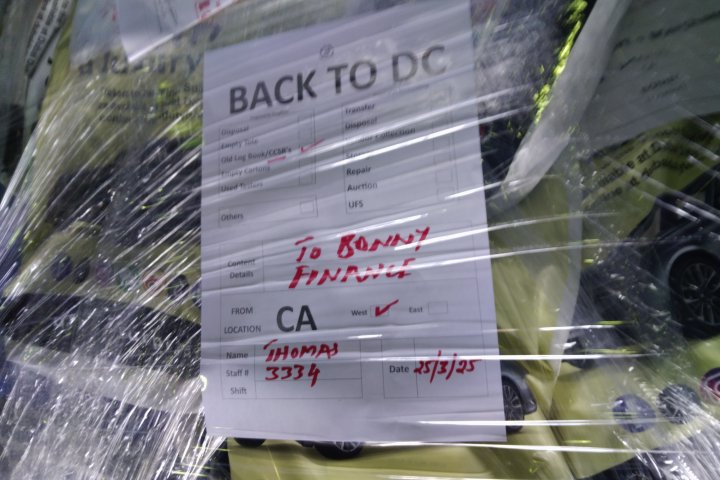 BACK TO DC
Disposal
Empty Tote
Old Log Book/CCSR's
Empty Cartons
Used Testers
Others
Transfer
Disposal
Collection
Repair
Auction
UFS
Content
Details
TO BONNY
FINANCE
FROM
LOCATION
CA
West
East
Name
THOMAS
Staff #
3334
Shift
Date
25/3/25